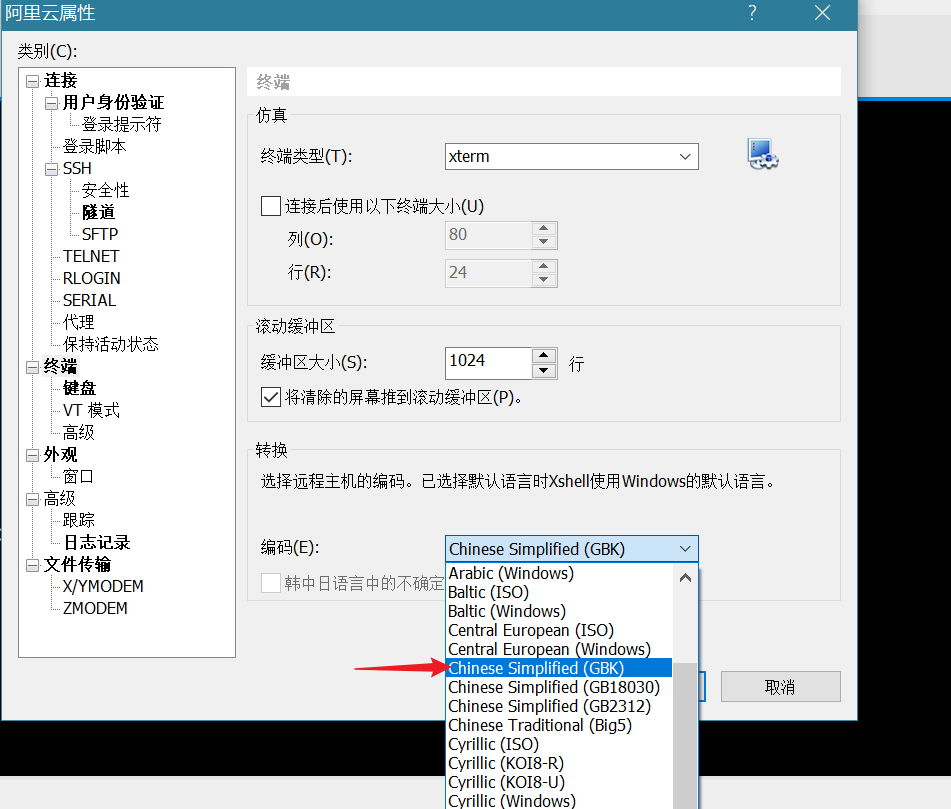 阿里云属性
类别(C):
连接
用户身份验证
登录提示符
登录脚本
SSH
安全性
隧道
SFTP
TELNET
RLOGIN
SERIAL
代理
保持活动状态
终端
键盘
VT 模式
高级
外观
窗口
高级
跟踪
日志记录
文件传输
X/YMODEM
ZMODEM
终端
仿真
终端类型(T): xterm
连接后使用以下终端大小(U)
列(O): 80
行(R): 24
滚动缓冲区
缓冲区大小(S): 1024 行
将清除的屏幕推到滚动缓冲区(P)。
转换
选择远程主机的编码。已选择默认语言时Xshell使用Windows的默认语言。
编码(E): Chinese Simplified (GBK)
韩中日语言中的不确定
Arabic (Windows)
Baltic (ISO)
Baltic (Windows)
Central European (ISO)
Central European (Windows)
Chinese Simplified (GBK)
Chinese Simplified (GB18030)
Chinese Simplified (GB2312)
Chinese Traditional (Big5)
Cyrillic (ISO)
Cyrillic (KOI8-R)
Cyrillic (KOI8-U)
Cyrillic (Windows)
取消